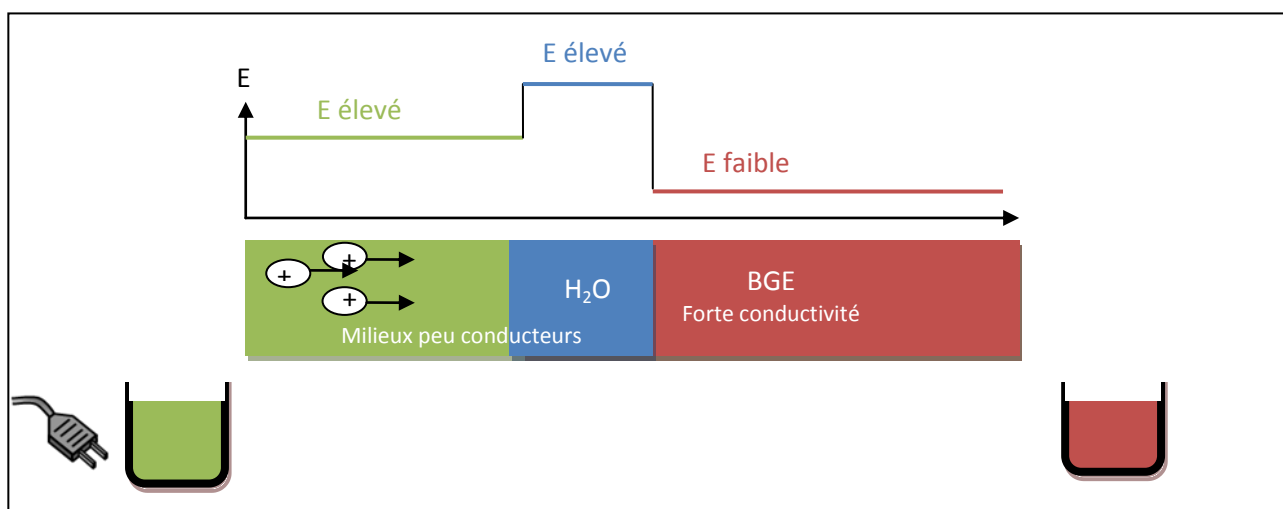 E élevé
E
E élevé
E faible
+
+
+
H₂O
BGE
Forte conductivité
Milieux peu conducteurs